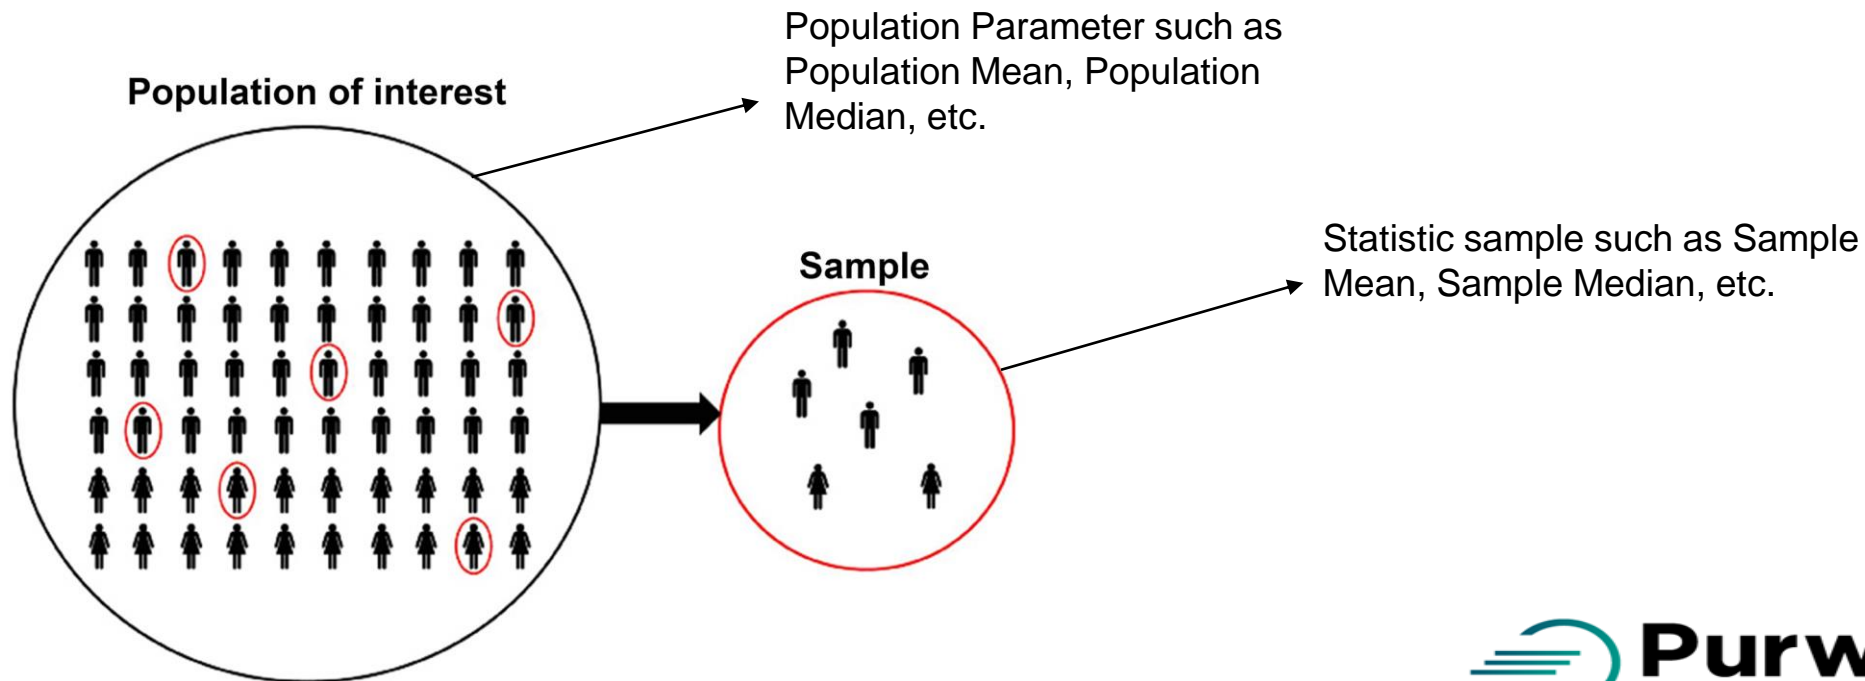 Population Parameter such as
Population Mean, Population
Median, etc.
Population of interest
Sample
Statistic sample such as Sample
Mean, Sample Median, etc.